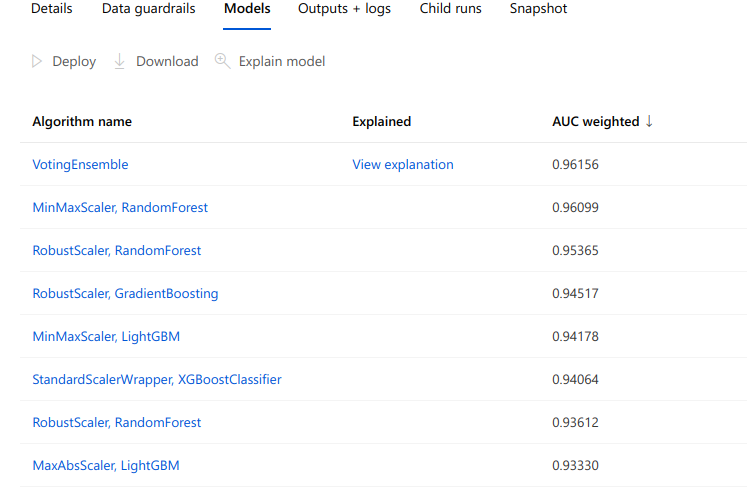 Details Data guardrails Models Outputs + logs Child runs Snapshot
Deploy Download Explain model
Algorithm name Explained AUC weighted ↓
VotingEnsemble View explanation 0.96156
MinMaxScaler, RandomForest 0.96099
RobustScaler, RandomForest 0.95365
RobustScaler, GradientBoosting 0.94517
MinMaxScaler, LightGBM 0.94178
StandardScalerWrapper, XGBoostClassifier 0.94064
RobustScaler, RandomForest 0.93612
MaxAbsScaler, LightGBM 0.93330